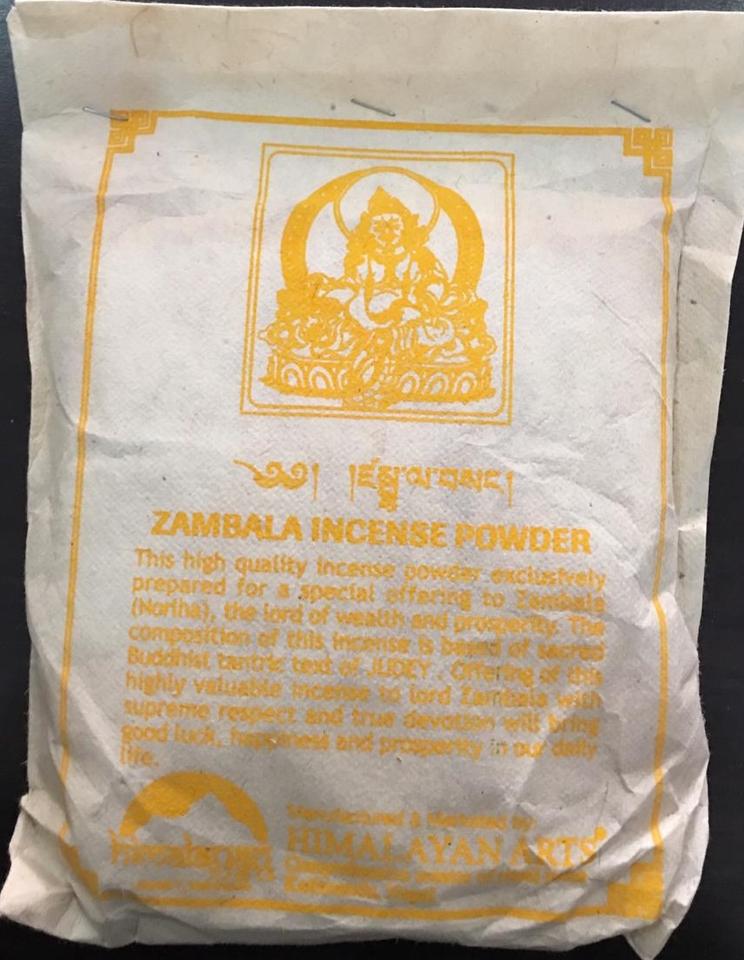 ༄༅། །ཛམྦྷ་ལ་བསང།
ZAMBALA INCENSE POWDER
This high quality incense powder exclusively
prepared for a special offering to Zambala
(Norlha), the lord of wealth and prosperity. The
composition of this incense is based of sacred
Buddhist tantric text of JUDEY . Offering of this
highly valuable incense to lord Zambala with
supreme respect and true devotion will bring
good luck, happiness and prosperity in our daily
life.
himalayan
Manufactured & Marketed by
HIMALAYAN ARTS